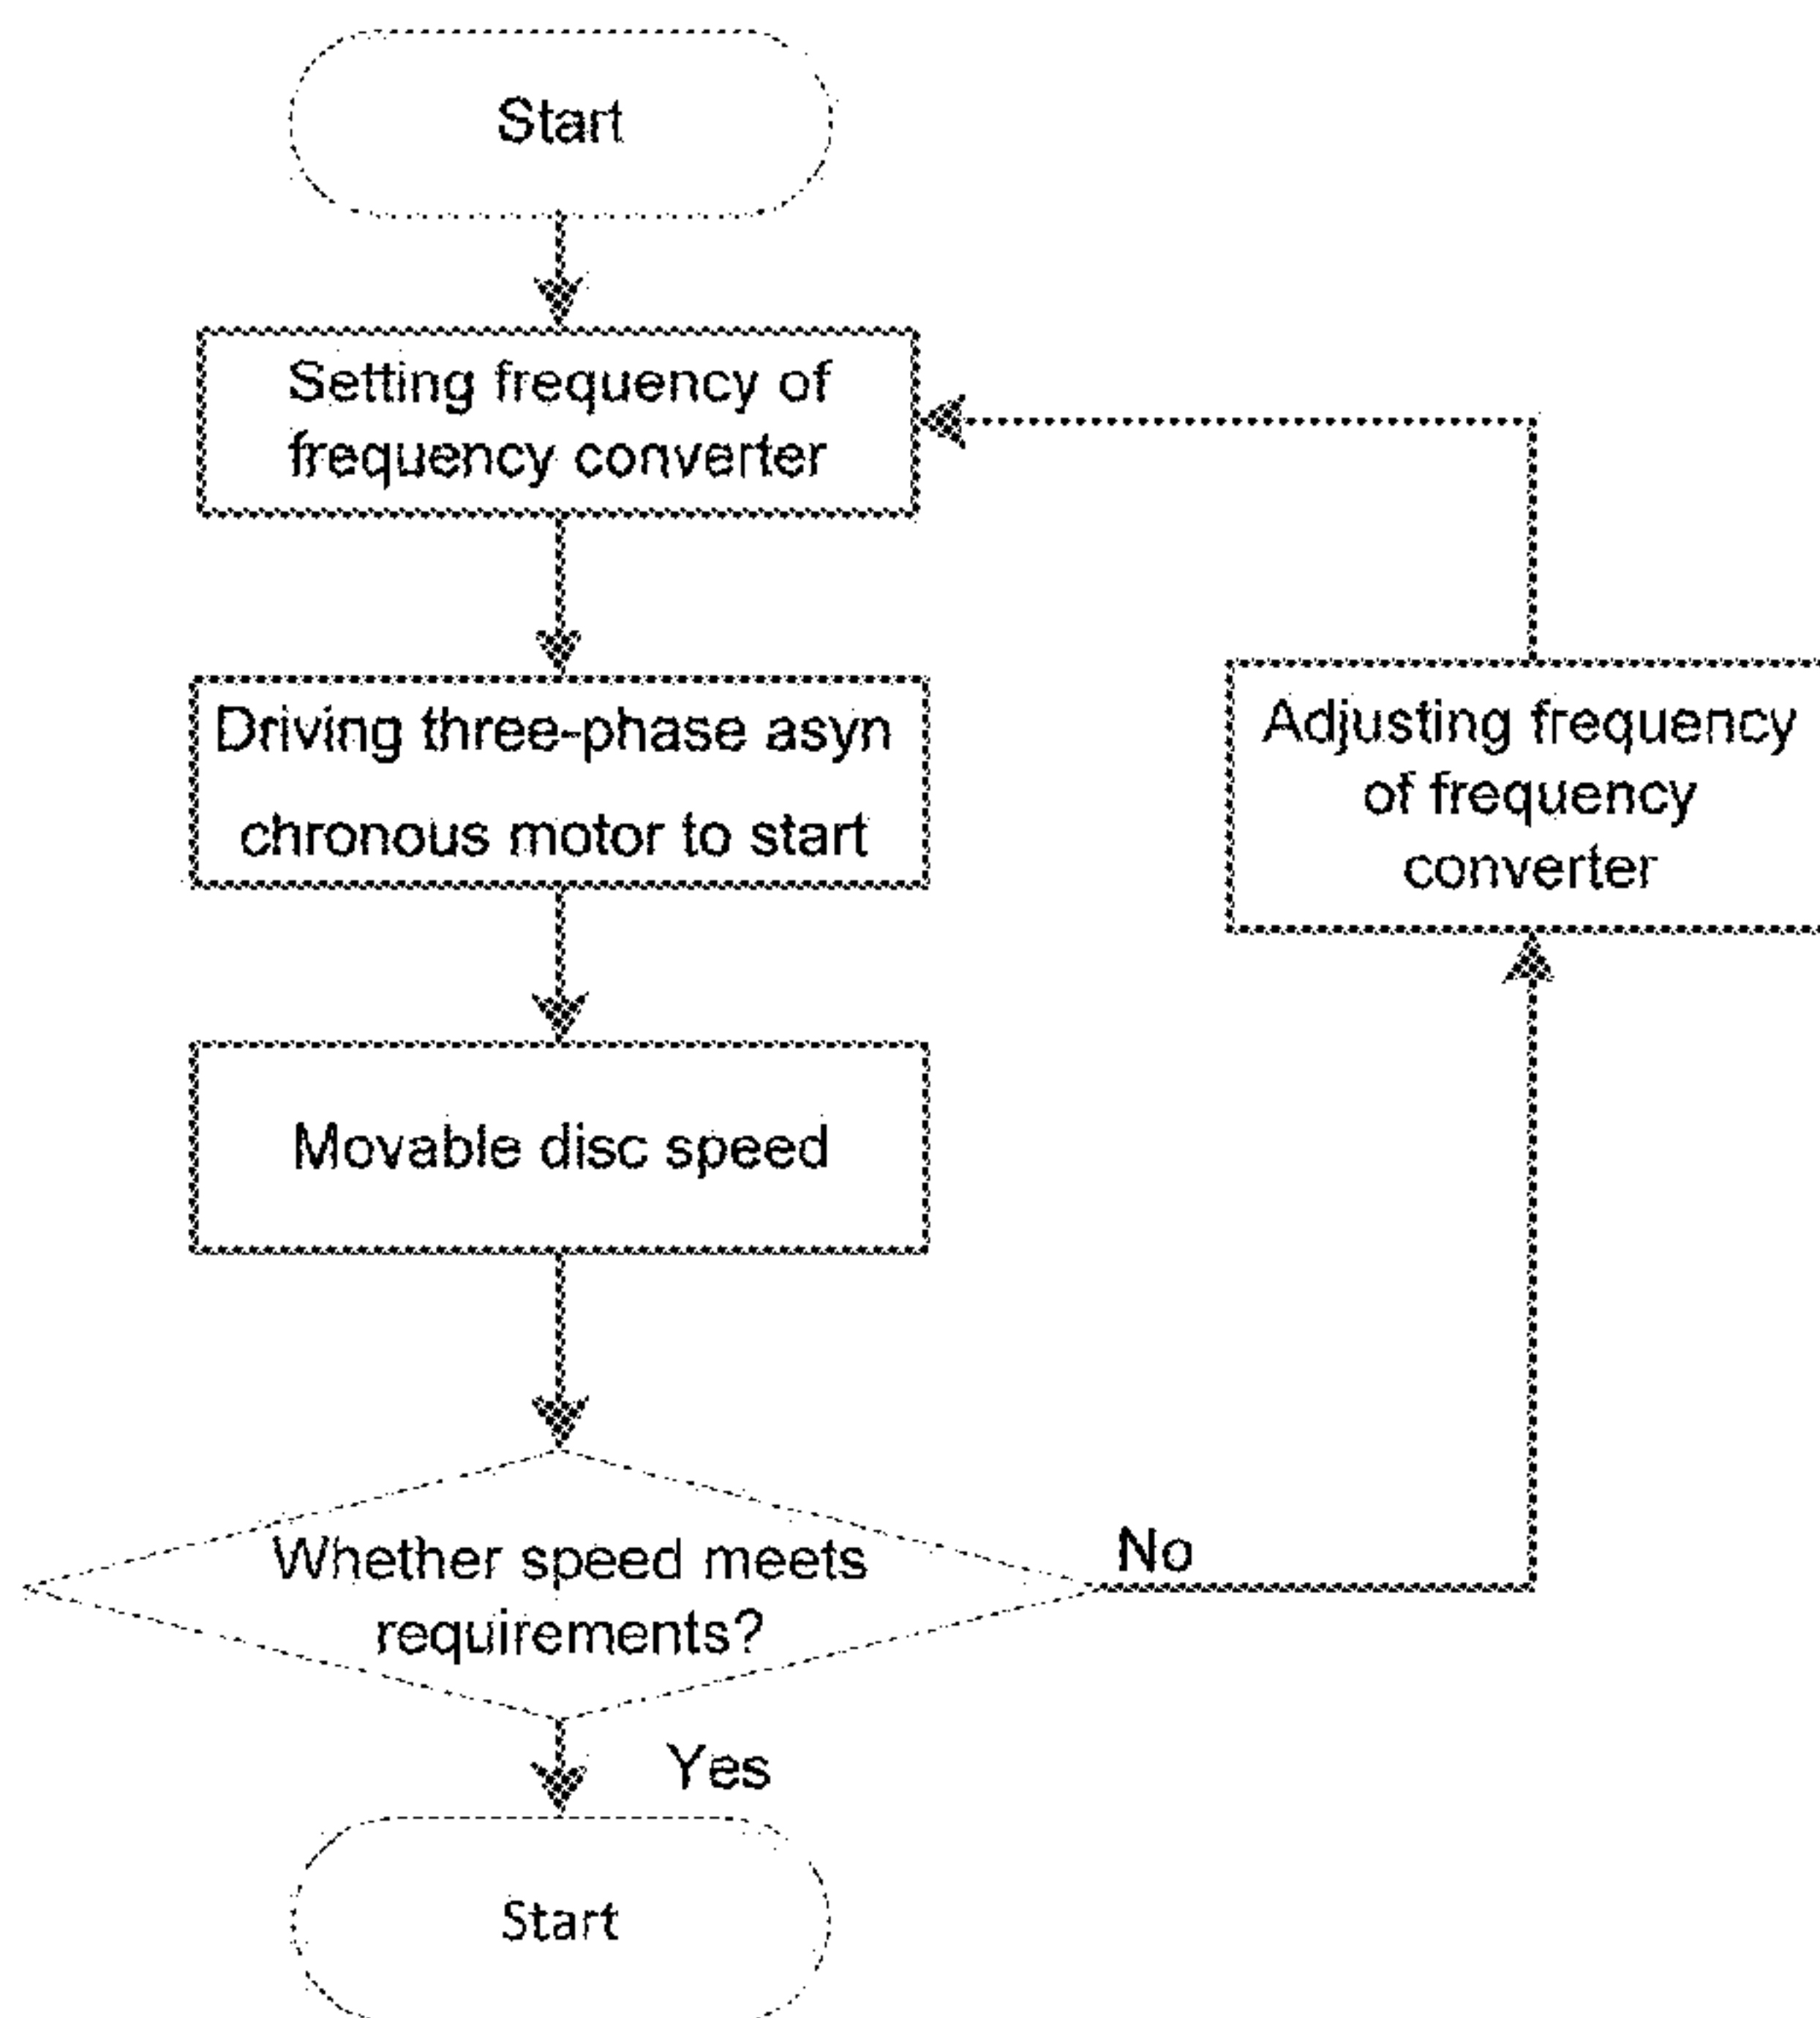 Start
Setting frequency of
frequency converter
Driving three-phase asyn
chronous motor to start
Adjusting frequency
of frequency
converter
Movable disc speed
Whether speed meets
requirements?
No
Yes
Start